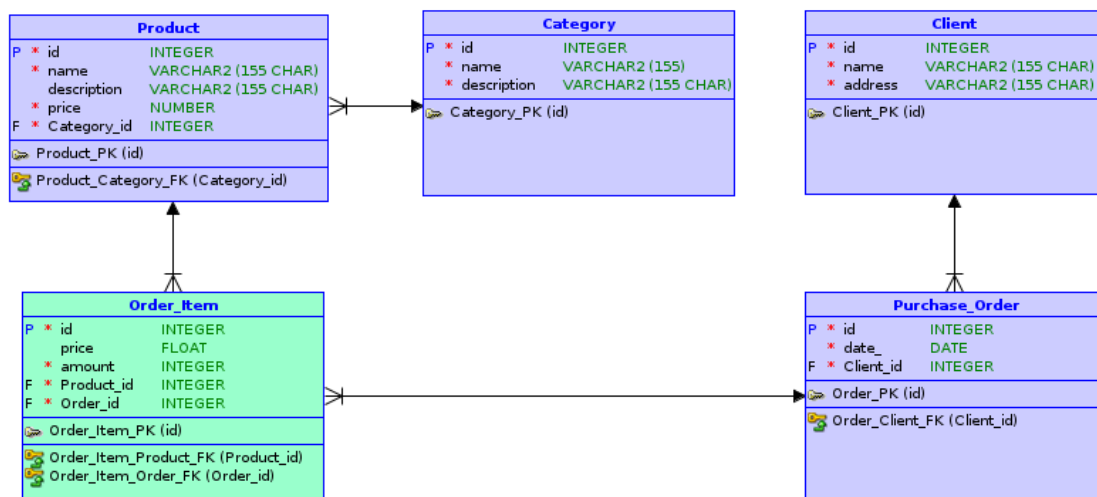 Product
P * id INTEGER
* name VARCHAR2 (155 CHAR)
description VARCHAR2 (155 CHAR)
* price NUMBER
F * Category_id INTEGER
Product_PK (id)
Product_Category_FK (Category_id)
Category
P * id INTEGER
* name VARCHAR2 (155)
* description VARCHAR2 (155 CHAR)
Category_PK (id)
Client
P * id INTEGER
* name VARCHAR2 (155 CHAR)
* address VARCHAR2 (155 CHAR)
Client_PK (id)
Order_Item
P * id INTEGER
price FLOAT
* amount INTEGER
F * Product_id INTEGER
F * Order_id INTEGER
Order_Item_PK (id)
Order_Item_Product_FK (Product_id)
Order_Item_Order_FK (Order_id)
Purchase_Order
P * id INTEGER
* date_ DATE
F * Client_id INTEGER
Order_PK (id)
Order_Client_FK (Client_id)